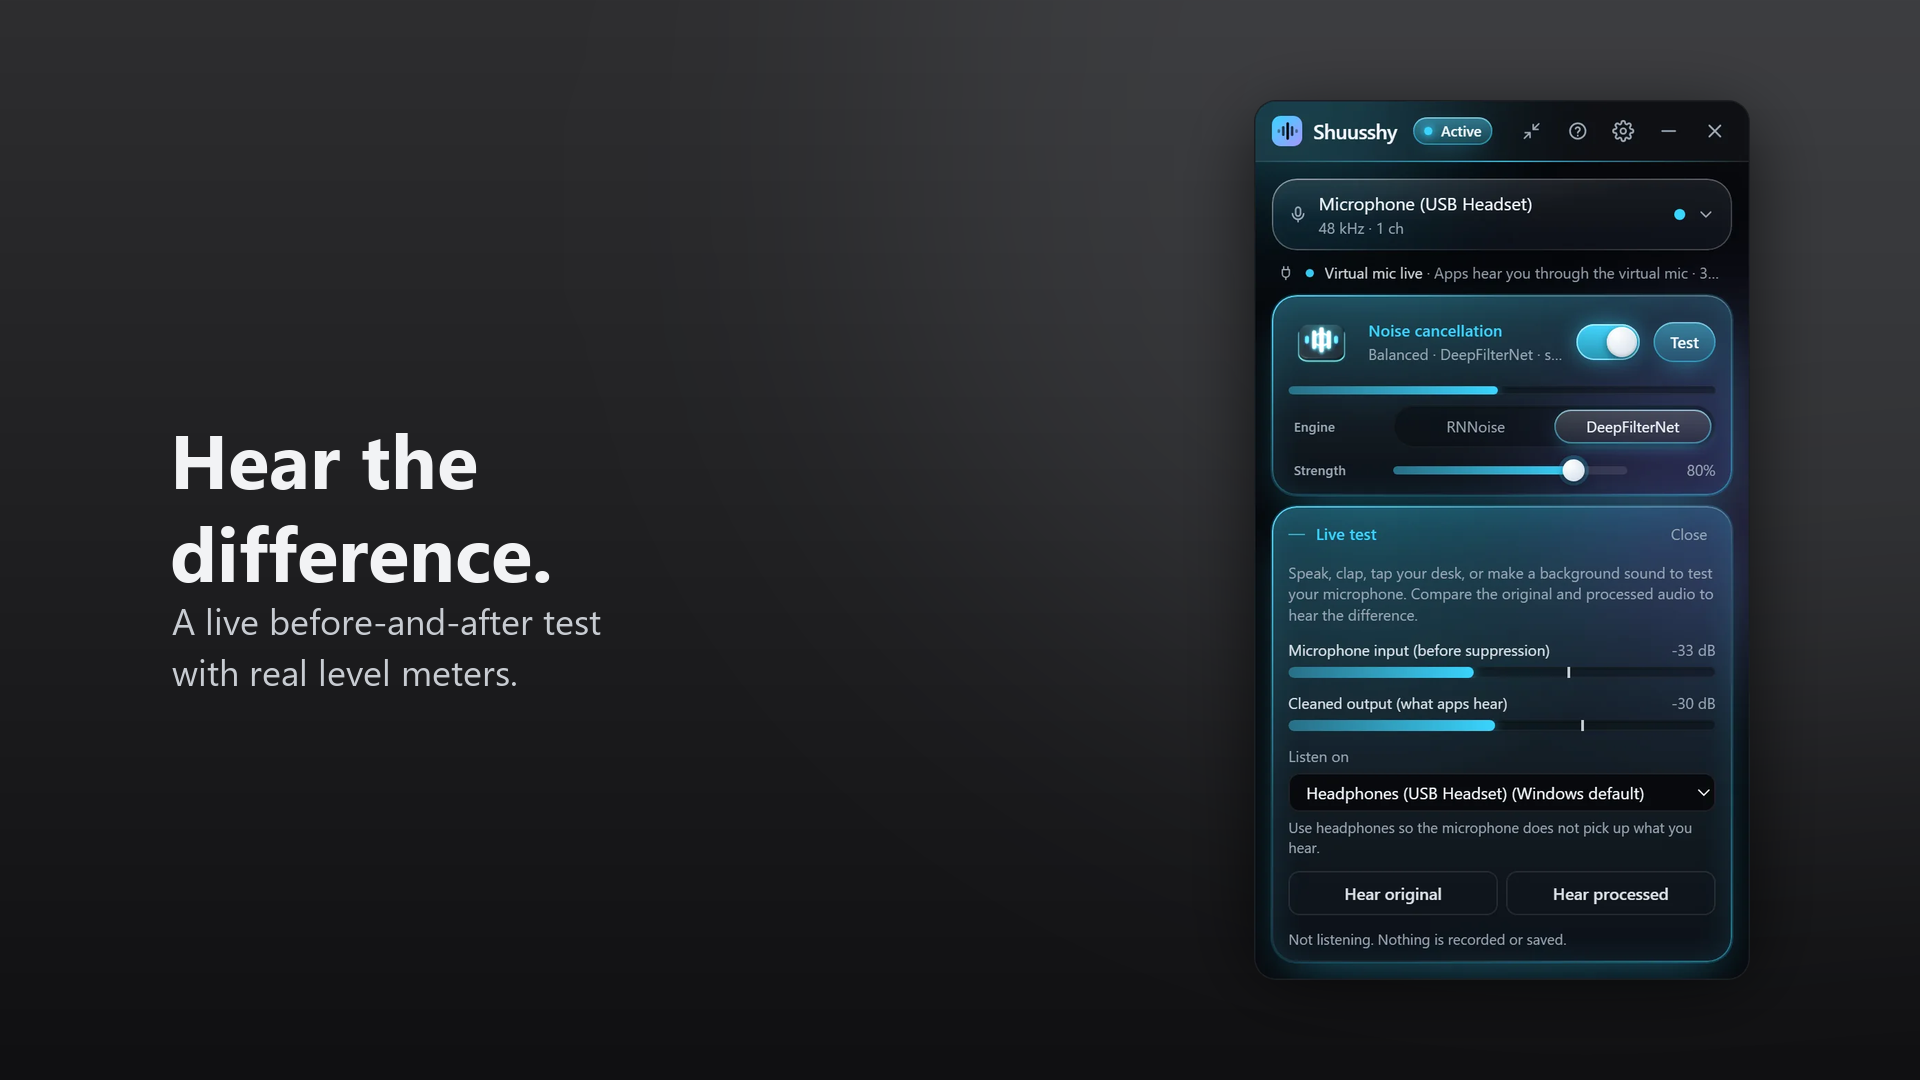 Hear the
difference.
A live before-and-after test
with real level meters.
Shuusshy
Active
Microphone (USB Headset)
48 kHz · 1 ch
Virtual mic live · Apps hear you through the virtual mic · 3...
Noise cancellation
Balanced · DeepFilterNet · s...
Test
Engine
RNNoise
DeepFilterNet
Strength
80%
Live test
Close
Speak, clap, tap your desk, or make a background sound to test
your microphone. Compare the original and processed audio to
hear the difference.
Microphone input (before suppression)
-33 dB
Cleaned output (what apps hear)
-30 dB
Listen on
Headphones (USB Headset) (Windows default)
Use headphones so the microphone does not pick up what you
hear.
Hear original
Hear processed
Not listening. Nothing is recorded or saved.